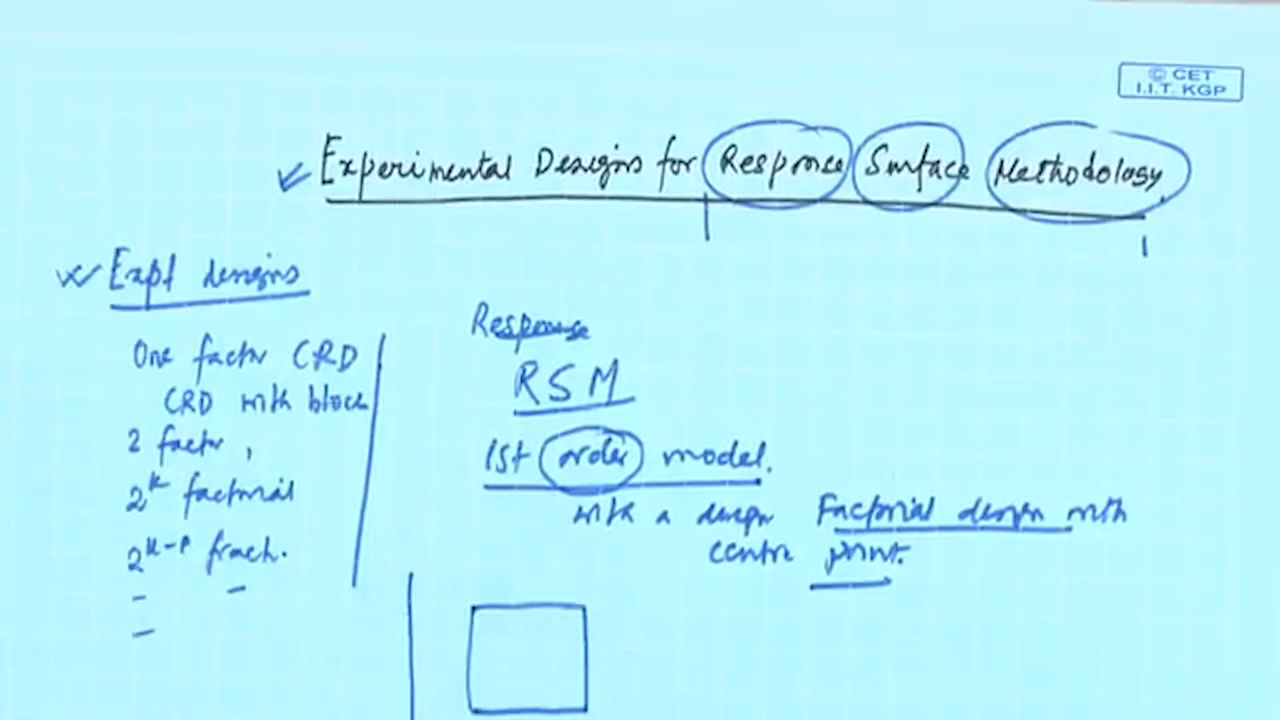 © CET
I.I.T. KGP
Experimental Designs for Response Surface Methodology
Expt designs
One factor CRD
CRD with block
2 factor,
2^k factorial
2^k-p frach.
Response
RSM
1st order model.
with a design Factorial design with
centre point.